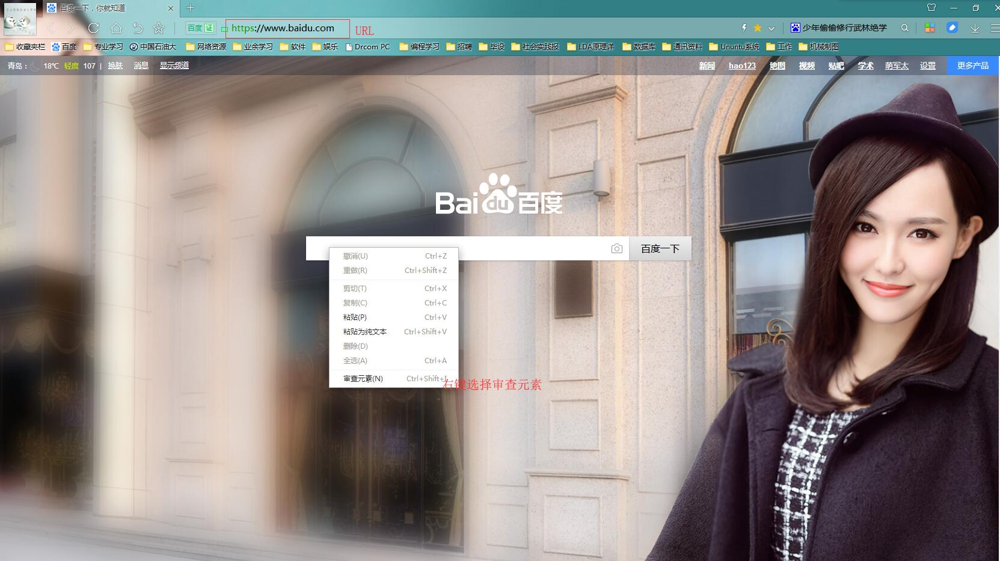 百度一下，你就知道
百度 证 https://www.baidu.com URL 少年偷偷修行武林绝学
收藏夹栏 百度 专业学习 中国石油大 网络资源 业余学习 软件 娱乐 Drcom PC 编程学习 招聘 毕设 社会实践报 LDA原理详 数据库 通讯资料 Ununtu系统 工作 机械制图
青岛： 18℃ 轻度 107 | 换肤 消息 显示频道 新闻 hao123 地图 视频 贴吧 学术 萌军太 设置 更多产品
Bai du 百度
百度一下
撤消(U) Ctrl+Z
重做(R) Ctrl+Shift+Z
剪切(T) Ctrl+X
复制(C) Ctrl+C
粘贴(P) Ctrl+V
粘贴为纯文本 Ctrl+Shift+V
删除(D)
全选(A) Ctrl+A
审查元素(N) Ctrl+Shift+I
右键选择审查元素